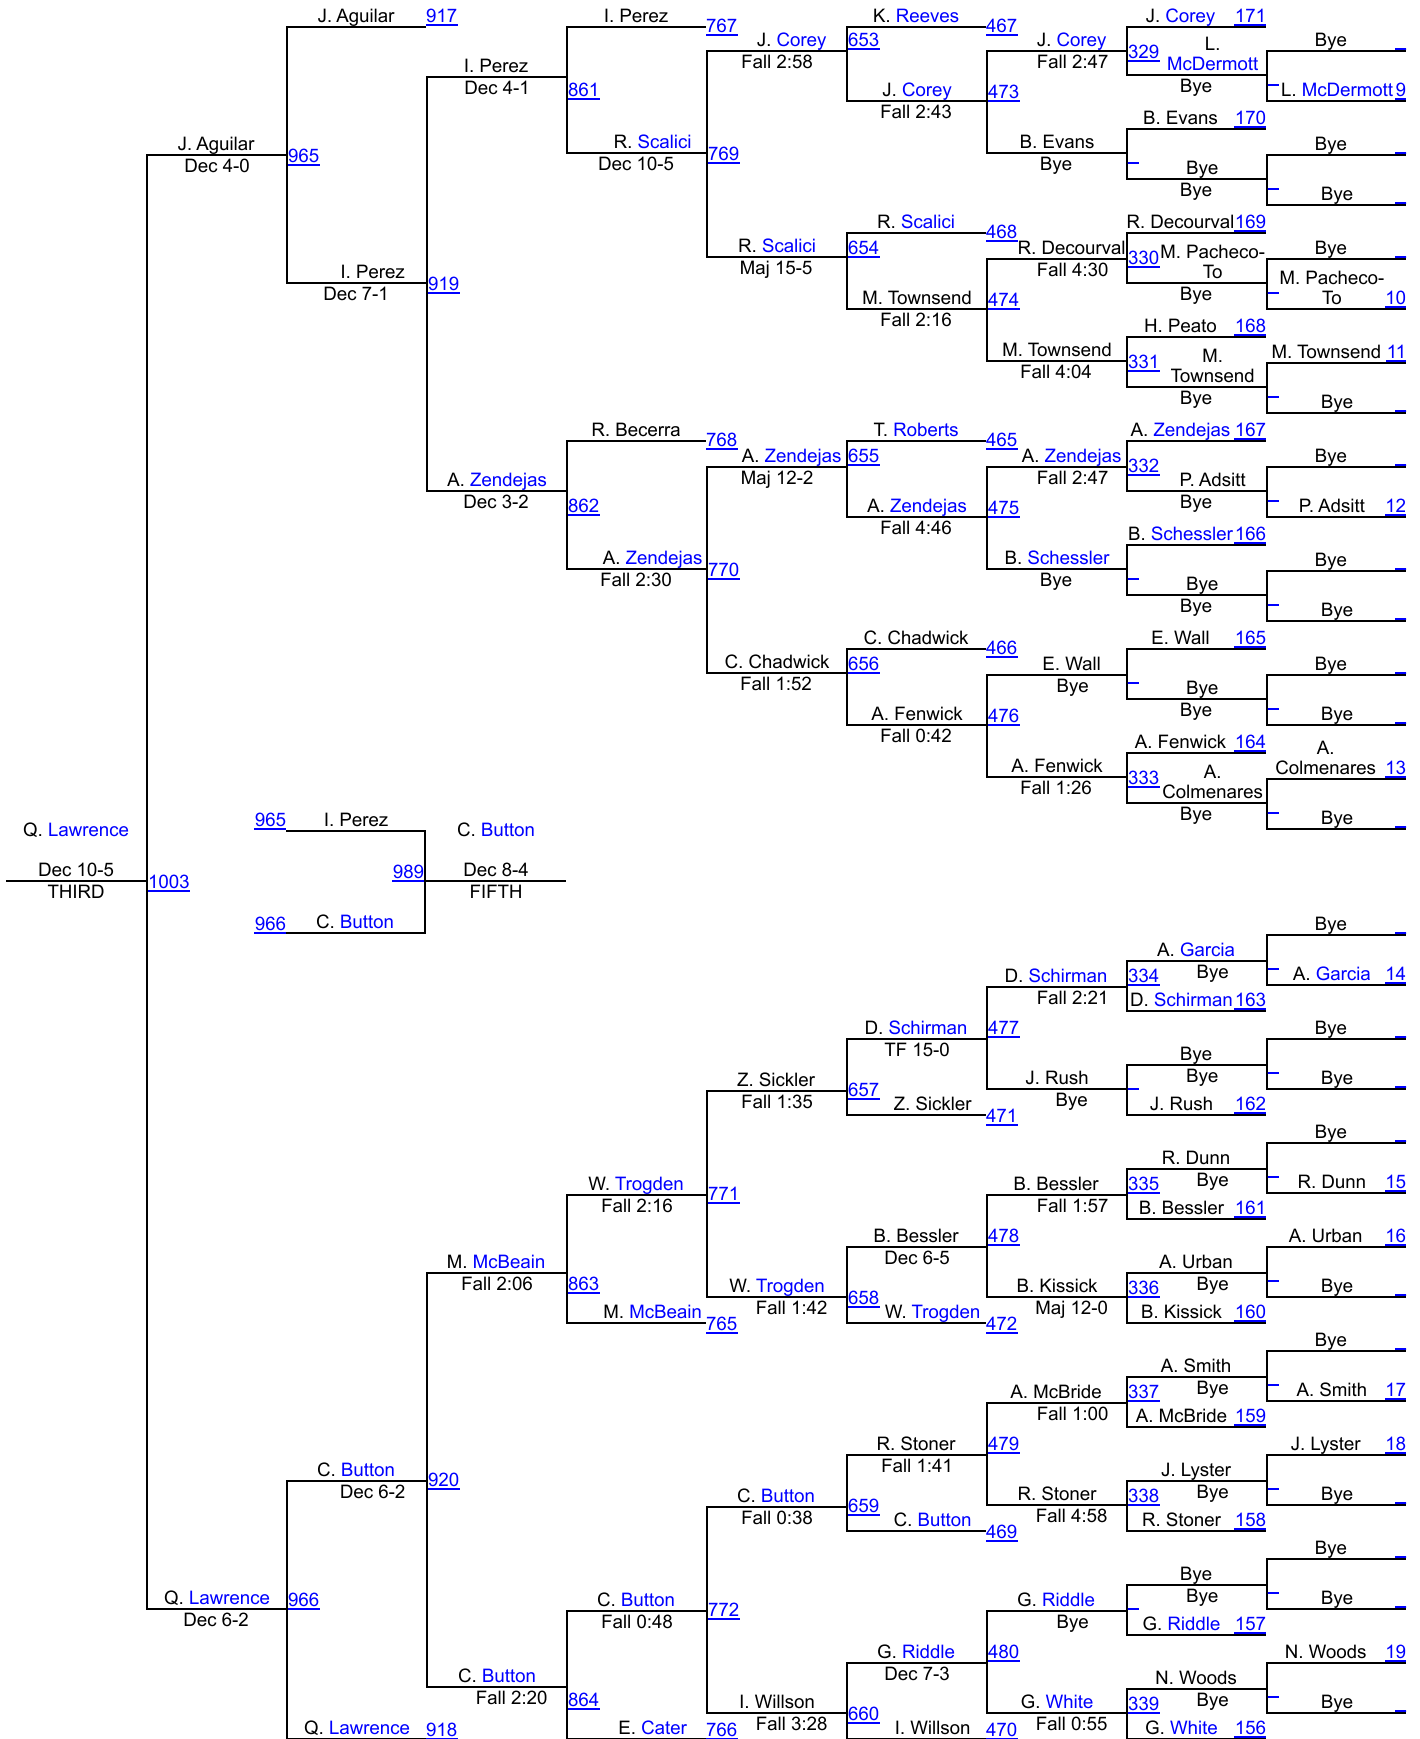 J. Aguilar 917
I. Perez 767
K. Reeves 467
J. Corey 171
Bye
J. Corey 653
Fall 2:58
J. Corey 329
Fall 2:47
L. McDermott
Bye
I. Perez 861
Dec 4-1
J. Corey 473
Fall 2:43
L. McDermott 9
B. Evans 170
R. Scalici 769
Dec 10-5
B. Evans
Bye
Bye
Bye
Bye
Bye
J. Aguilar 965
Dec 4-0
R. Scalici 468
R. Decourval 169
R. Scalici 654
Maj 15-5
R. Decourval 330
Fall 4:30
M. Pacheco-
To
Bye
Bye
M. Pacheco-
To 10
I. Perez 919
Dec 7-1
M. Townsend 474
Fall 2:16
H. Peato 168
M. Townsend 331
Fall 4:04
M.
Townsend
Bye
M. Townsend 11
Bye
R. Becerra 768
T. Roberts 465
A. Zendejas 167
A. Zendejas 655
Maj 12-2
A. Zendejas 332
Fall 2:47
P. Adsitt
Bye
Bye
P. Adsitt 12
A. Zendejas 862
Dec 3-2
A. Zendejas 475
Fall 4:46
B. Schessler 166
A. Zendejas 770
Fall 2:30
B. Schessler
Bye
Bye
Bye
Bye
Bye
C. Chadwick 466
E. Wall 165
C. Chadwick 656
Fall 1:52
E. Wall
Bye
Bye
Bye
Bye
Bye
A. Fenwick 476
Fall 0:42
A. Fenwick 164
A. Fenwick 333
Fall 1:26
A.
Colmenares
Bye
A.
Colmenares 13
Bye
Q. Lawrence
Dec 10-5
THIRD
1003
965 I. Perez
989
966 C. Button
C. Button
Dec 8-4
FIFTH
Bye
A. Garcia
Bye
A. Garcia 14
D. Schirman 334
Fall 2:21
D. Schirman 163
D. Schirman 477
TF 15-0
Bye
Bye
Bye
Bye
J. Rush
Bye
J. Rush 162
Z. Sickler 657
Fall 1:35
Z. Sickler 471
Bye
R. Dunn
Bye
R. Dunn 15
W. Trogden 771
Fall 2:16
B. Bessler 335
Fall 1:57
B. Bessler 161
B. Bessler 478
Dec 6-5
A. Urban 16
A. Urban
Bye
Bye
M. McBeain 863
Fall 2:06
W. Trogden 658
Fall 1:42
B. Kissick 336
Maj 12-0
B. Kissick 160
M. McBeain 765
W. Trogden 472
Bye
A. Smith
Bye
A. Smith 17
A. McBride 337
Fall 1:00
A. McBride 159
R. Stoner 479
Fall 1:41
J. Lyster 18
C. Button 920
Dec 6-2
J. Lyster
Bye
Bye
C. Button 659
Fall 0:38
R. Stoner 338
Fall 4:58
C. Button 469
R. Stoner 158
Bye
Bye
Bye
Bye
Q. Lawrence 966
Dec 6-2
C. Button 772
Fall 0:48
G. Riddle
Bye
G. Riddle 157
G. Riddle 480
Dec 7-3
N. Woods 19
C. Button 864
Fall 2:20
N. Woods
Bye
Bye
I. Willson 660
Fall 3:28
G. White 339
Fall 0:55
Q. Lawrence 918
E. Cater 766
I. Willson 470
G. White 156